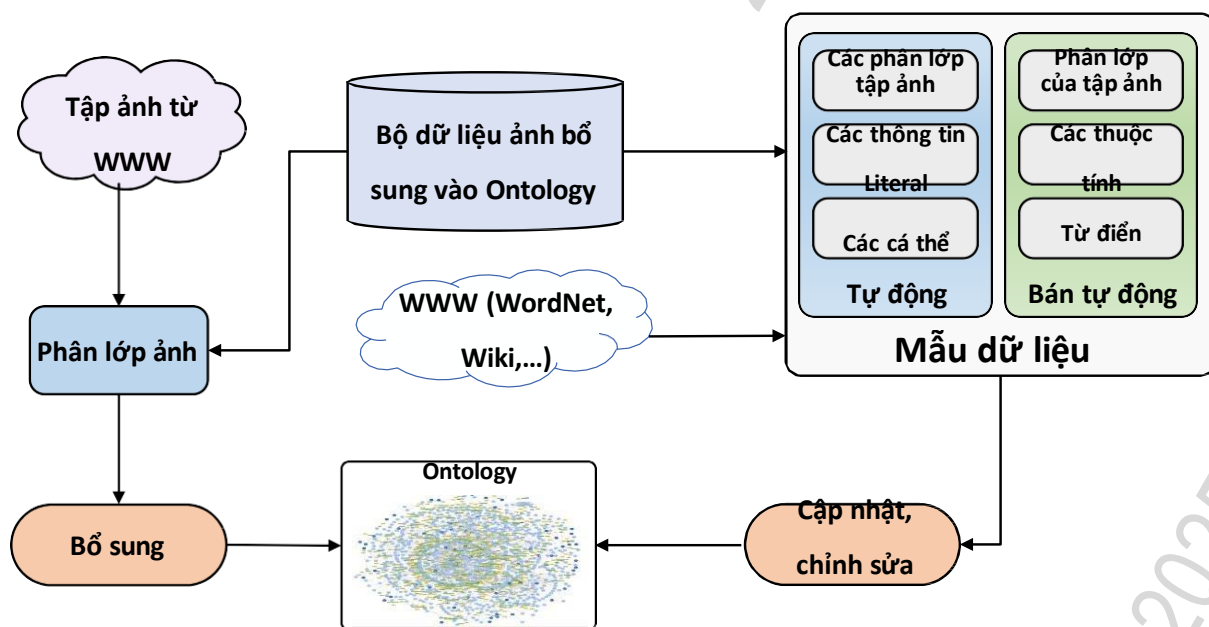 Tập ảnh từ
WWW
Bộ dữ liệu ảnh bổ
sung vào Ontology
Các phân lớp
tập ảnh
Các thông tin
Literal
Các cá thể
Tự động
Phân lớp
của tập ảnh
Các thuộc
tính
Từ điển
Bán tự động
Mẫu dữ liệu
WWW (WordNet,
Wiki,...)
Phân lớp ảnh
Bổ sung
Ontology
Cập nhật,
chỉnh sửa